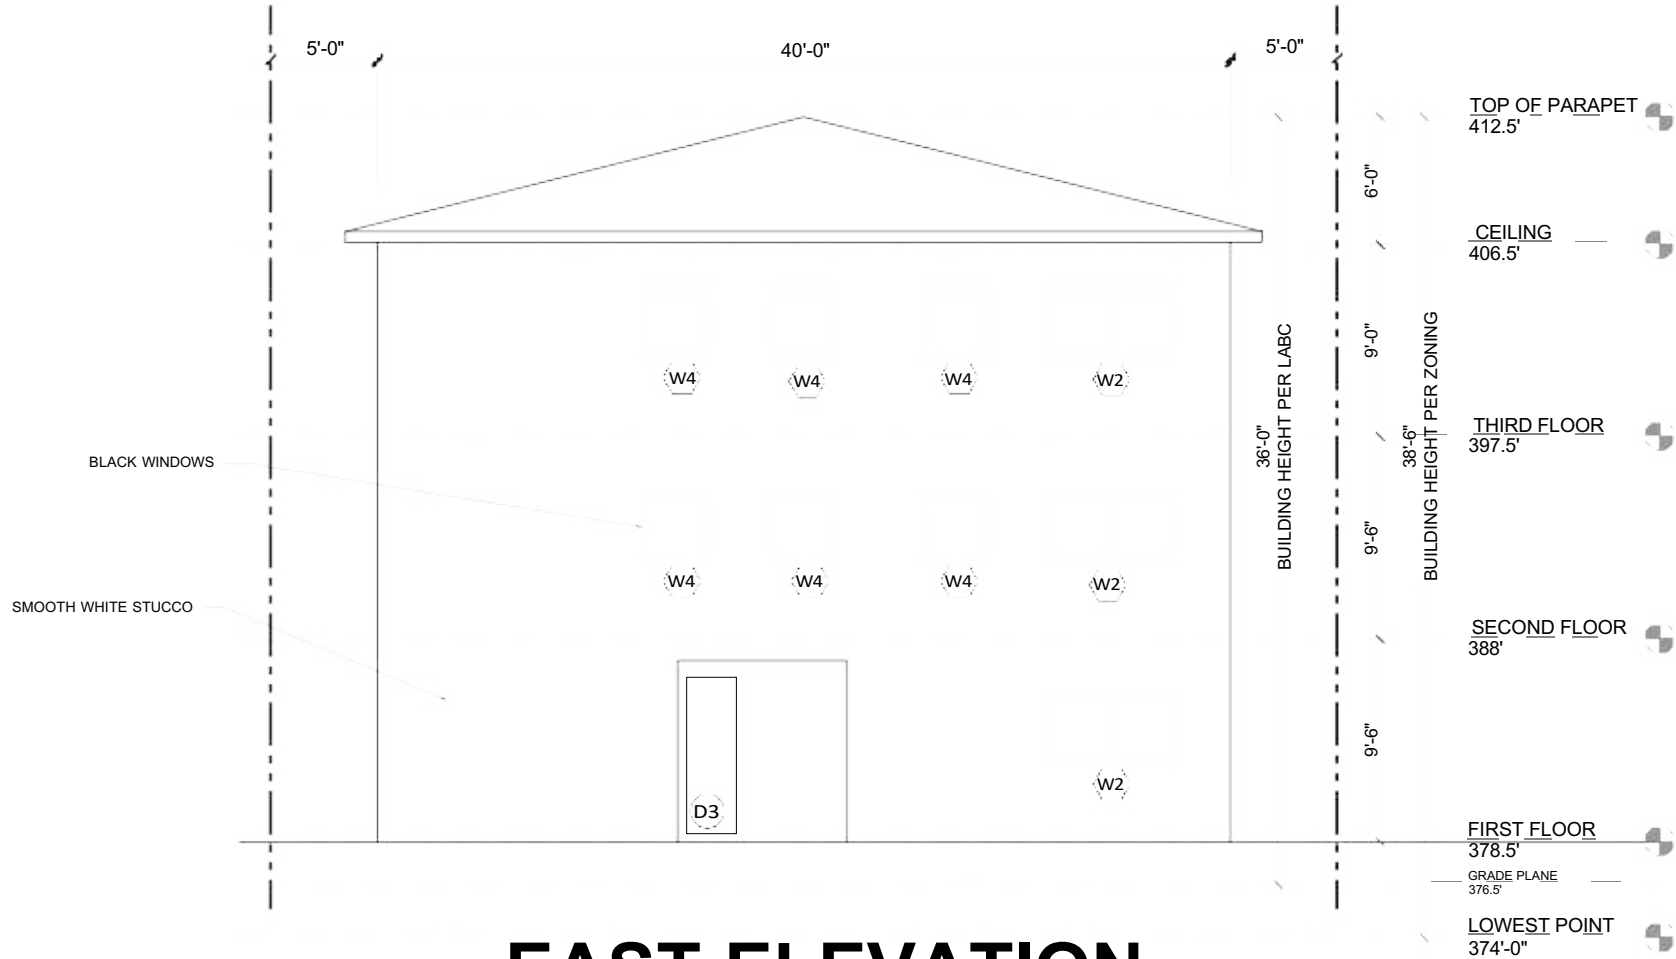 5'-0"
40'-0"
5'-0"
TOP OF PARAPET
412.5'
6'-0"
CEILING
406.5'
9'-0"
W4
W4
W4
W2
36'-0"
BUILDING HEIGHT PER LABC
38'-6"
BUILDING HEIGHT PER ZONING
THIRD FLOOR
397.5'
BLACK WINDOWS
9'-6"
W4
W4
W4
W2
SMOOTH WHITE STUCCO
SECOND FLOOR
388'
9'-6"
W2
D3
FIRST FLOOR
378.5'
GRADE PLANE
376.5'
LOWEST POINT
374'-0"
EAST ELEVATION